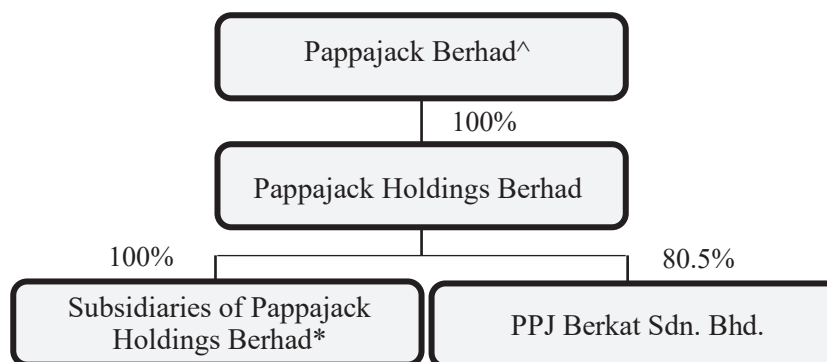 Pappajack Berhad^
100%
Pappajack Holdings Berhad
100%
80.5%
Subsidiaries of Pappajack
Holdings Berhad*
PPJ Berkat Sdn. Bhd.